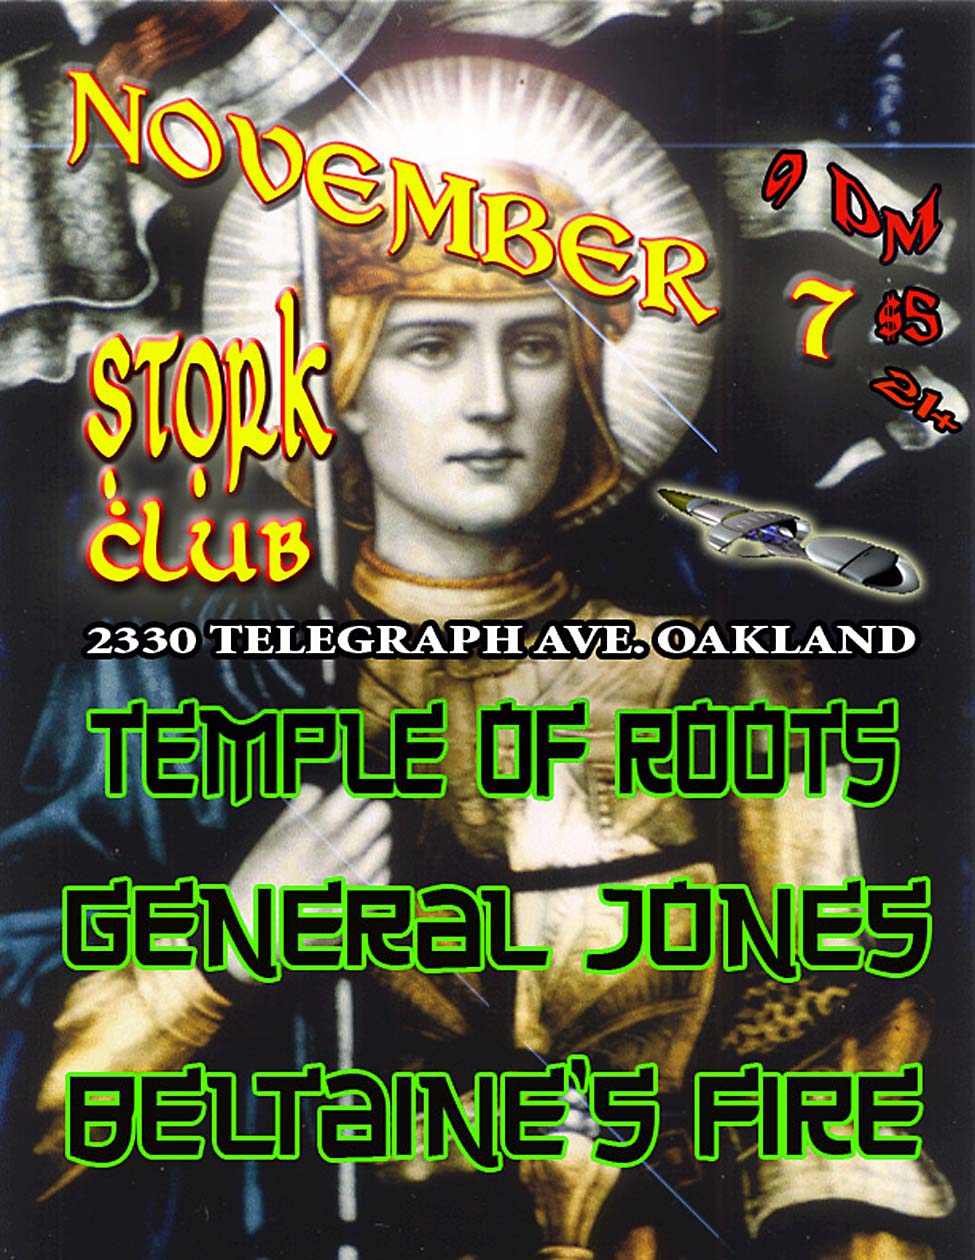 NOVEMBER
7
9 PM
$5
21+
STORK
CLUB
2330 TELEGRAPH AVE. OAKLAND
TEMPLE OF ROOTS
GENERAL JONES
BELTAINE'S FIRE